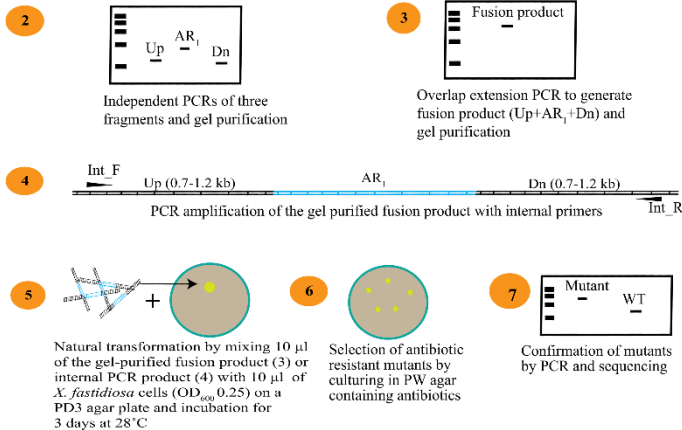 2
Up
AR1
Dn
Independent PCRs of three
fragments and gel purification
3
Fusion product
Overlap extension PCR to generate
fusion product (Up+AR1+Dn) and
gel purification
4
Int_F
Up (0.7-1.2 kb)
AR1
Dn (0.7-1.2 kb)
Int_R
PCR amplification of the gel purified fusion product with internal primers
5
+
Natural transformation by mixing 10 µl
of the gel-purified fusion product (3) or
internal PCR product (4) with 10 µl of
X. fastidiosa cells (OD600 0.25) on a
PD3 agar plate and incubation for
3 days at 28˚C
6
Selection of antibiotic
resistant mutants by
culturing in PW agar
containing antibiotics
7
Mutant
WT
Confirmation of mutants
by PCR and sequencing